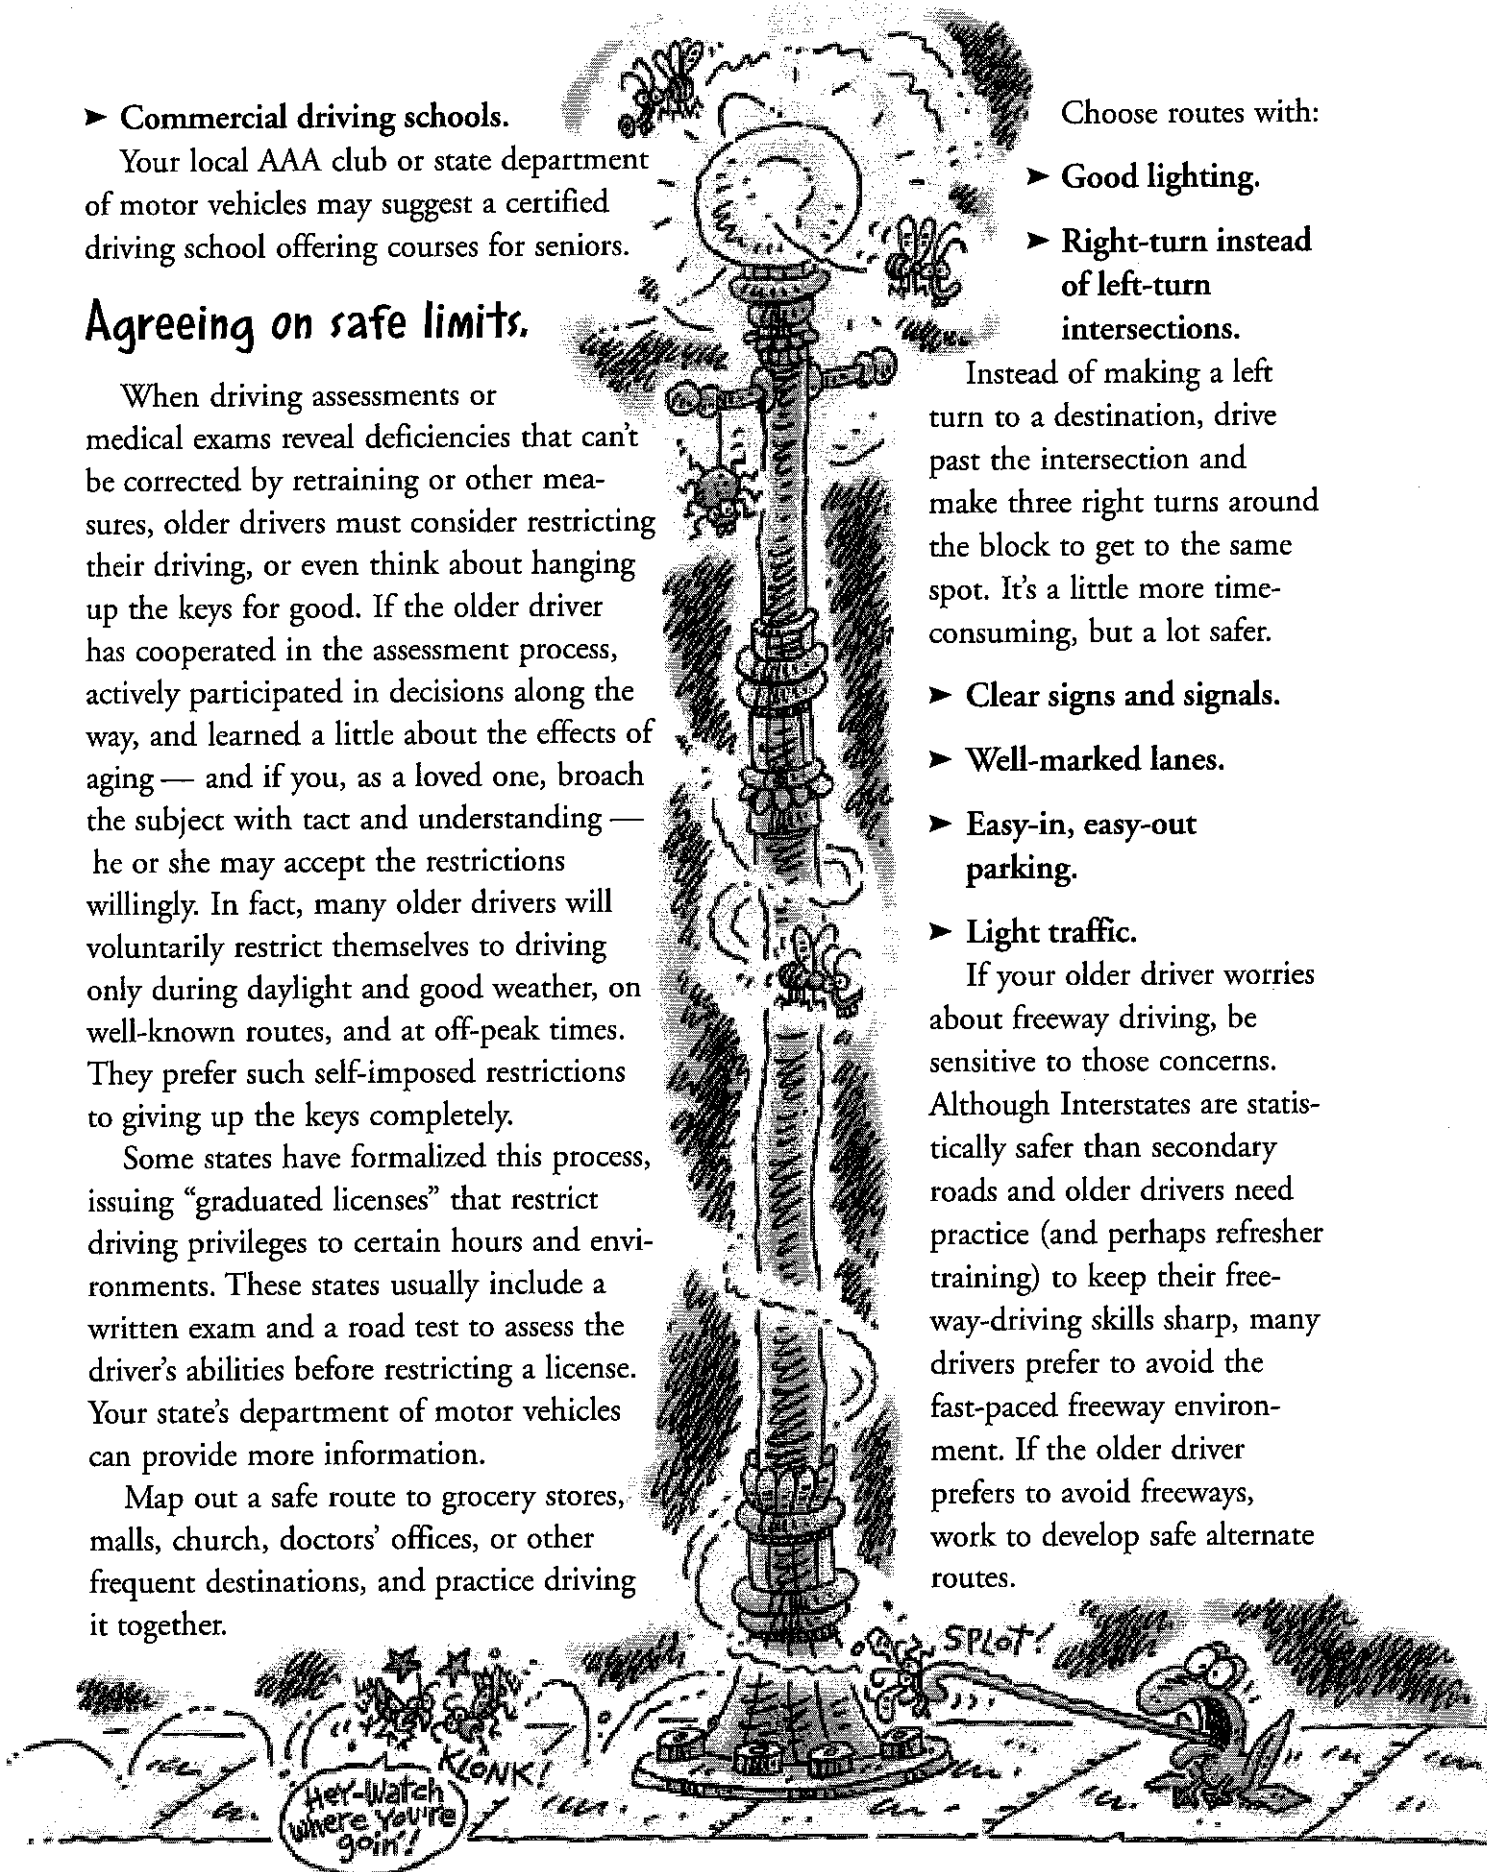 ➤ Commercial driving schools.
Your local AAA club or state department
of motor vehicles may suggest a certified
driving school offering courses for seniors.
Agreeing on safe limits.
When driving assessments or
medical exams reveal deficiencies that can't
be corrected by retraining or other mea-
sures, older drivers must consider restricting
their driving, or even think about hanging
up the keys for good. If the older driver
has cooperated in the assessment process,
actively participated in decisions along the
way, and learned a little about the effects of
aging — and if you, as a loved one, broach
the subject with tact and understanding —
he or she may accept the restrictions
willingly. In fact, many older drivers will
voluntarily restrict themselves to driving
only during daylight and good weather, on
well-known routes, and at off-peak times.
They prefer such self-imposed restrictions
to giving up the keys completely.
Some states have formalized this process,
issuing “graduated licenses” that restrict
driving privileges to certain hours and envi-
ronments. These states usually include a
written exam and a road test to assess the
driver's abilities before restricting a license.
Your state's department of motor vehicles
can provide more information.
Map out a safe route to grocery stores,
malls, church, doctors' offices, or other
frequent destinations, and practice driving
it together.
Choose routes with:
➤ Good lighting.
➤ Right-turn instead
of left-turn
intersections.
Instead of making a left
turn to a destination, drive
past the intersection and
make three right turns around
the block to get to the same
spot. It's a little more time-
consuming, but a lot safer.
➤ Clear signs and signals.
➤ Well-marked lanes.
➤ Easy-in, easy-out
parking.
➤ Light traffic.
If your older driver worries
about freeway driving, be
sensitive to those concerns.
Although Interstates are statis-
tically safer than secondary
roads and older drivers need
practice (and perhaps refresher
training) to keep their free-
way-driving skills sharp, many
drivers prefer to avoid the
fast-paced freeway environ-
ment. If the older driver
prefers to avoid freeways,
work to develop safe alternate
routes.
SPLOT!
KLONK!
HEY-WATCH
WHERE YOU'RE
GOIN'!